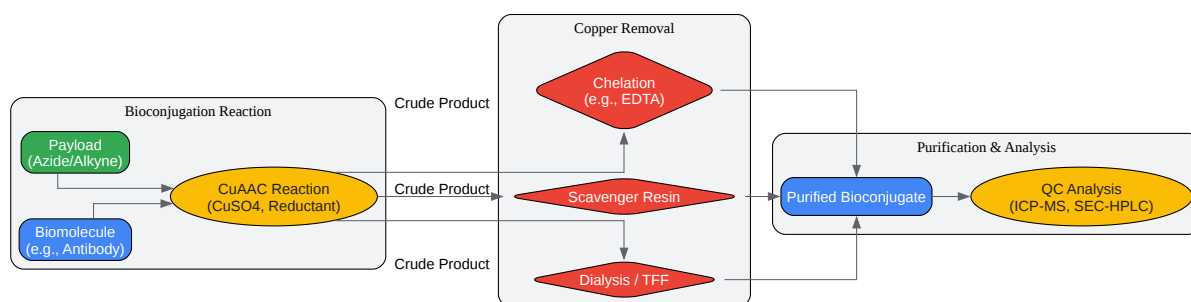 Bioconjugation Reaction
Payload
(Azide/Alkyne)
Biomolecule
(e.g., Antibody)
CuAAC Reaction
(CuSO4, Reductant)
Crude Product
Crude Product
Crude Product
Copper Removal
Chelation
(e.g., EDTA)
Scavenger Resin
Dialysis / TFF
Purification & Analysis
Purified Bioconjugate
QC Analysis
(ICP-MS, SEC-HPLC)